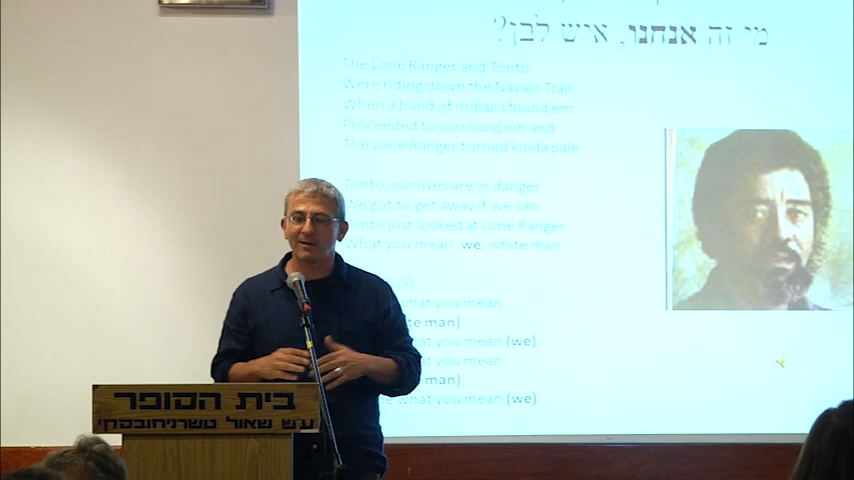 מי זה אנחנו, איש לבן?
The Lone Ranger and Tonto
Were riding down the Navajo Trail
When a band of Indians found em
Proceeded to surround em and
The Lone Ranger turned kinda pale
Tonto, our lives are in danger
We got to get away if we can
Tonto just looked at Lone Ranger
What you mean, we, white man
what you mean
te man)
at you mean (we)
at you mean
man)
what you mean (we)
בית הסופר
ע"ש שאול טשרניחובסקי